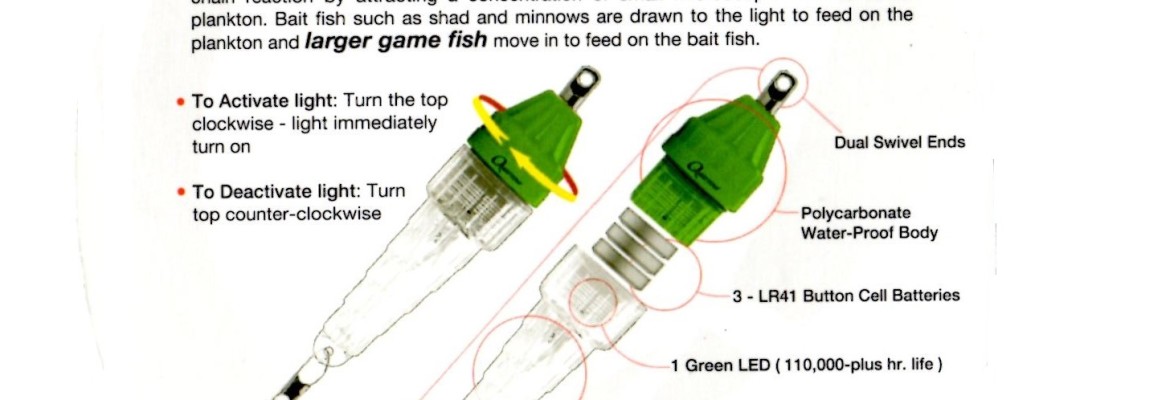 plankton. Bait fish such as shad and minnows are drawn to the light to feed on the
plankton and larger game fish move in to feed on the bait fish.
• To Activate light: Turn the top
clockwise - light immediately
turn on
• To Deactivate light: Turn
top counter-clockwise
Dual Swivel Ends
Polycarbonate
Water-Proof Body
3 - LR41 Button Cell Batteries
1 Green LED ( 110,000-plus hr. life )